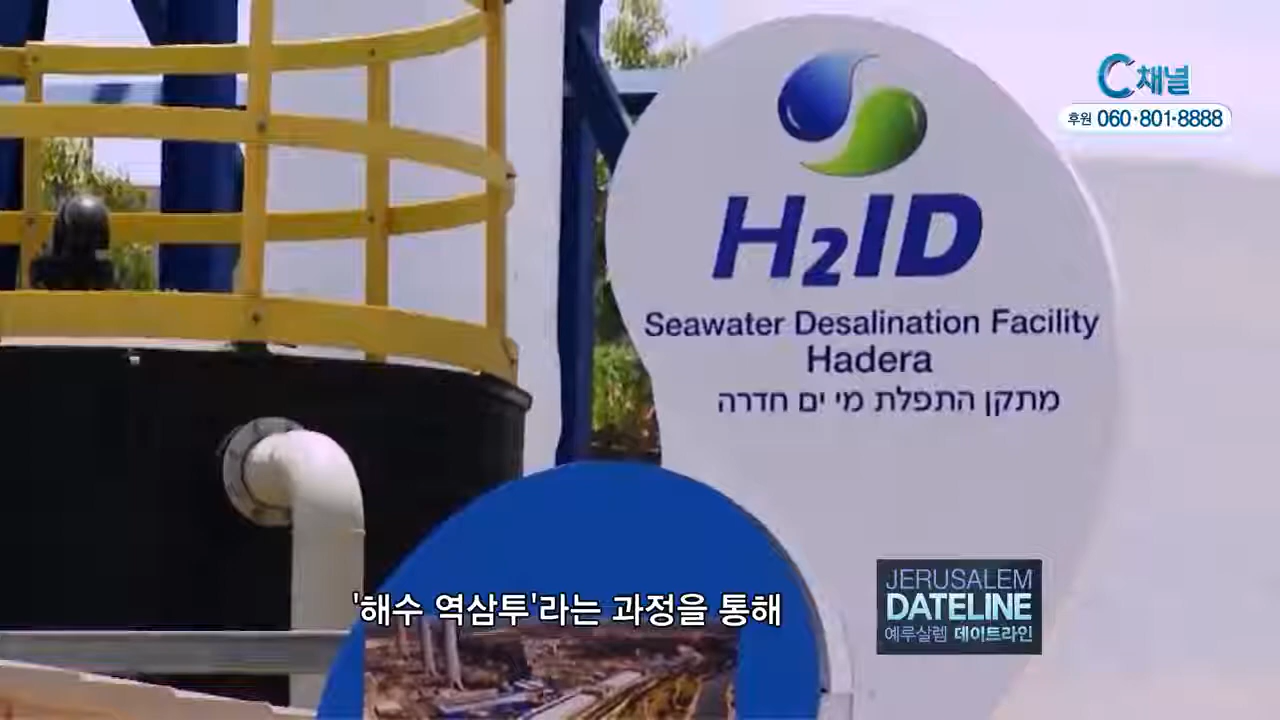 C채널
후원 060·801·8888
H2ID
Seawater Desalination Facility
Hadera
מתקן התפלת מי ים חדרה
'해수 역삼투'라는 과정을 통해
JERUSALEM
DATELINE
예루살렘 데이트라인